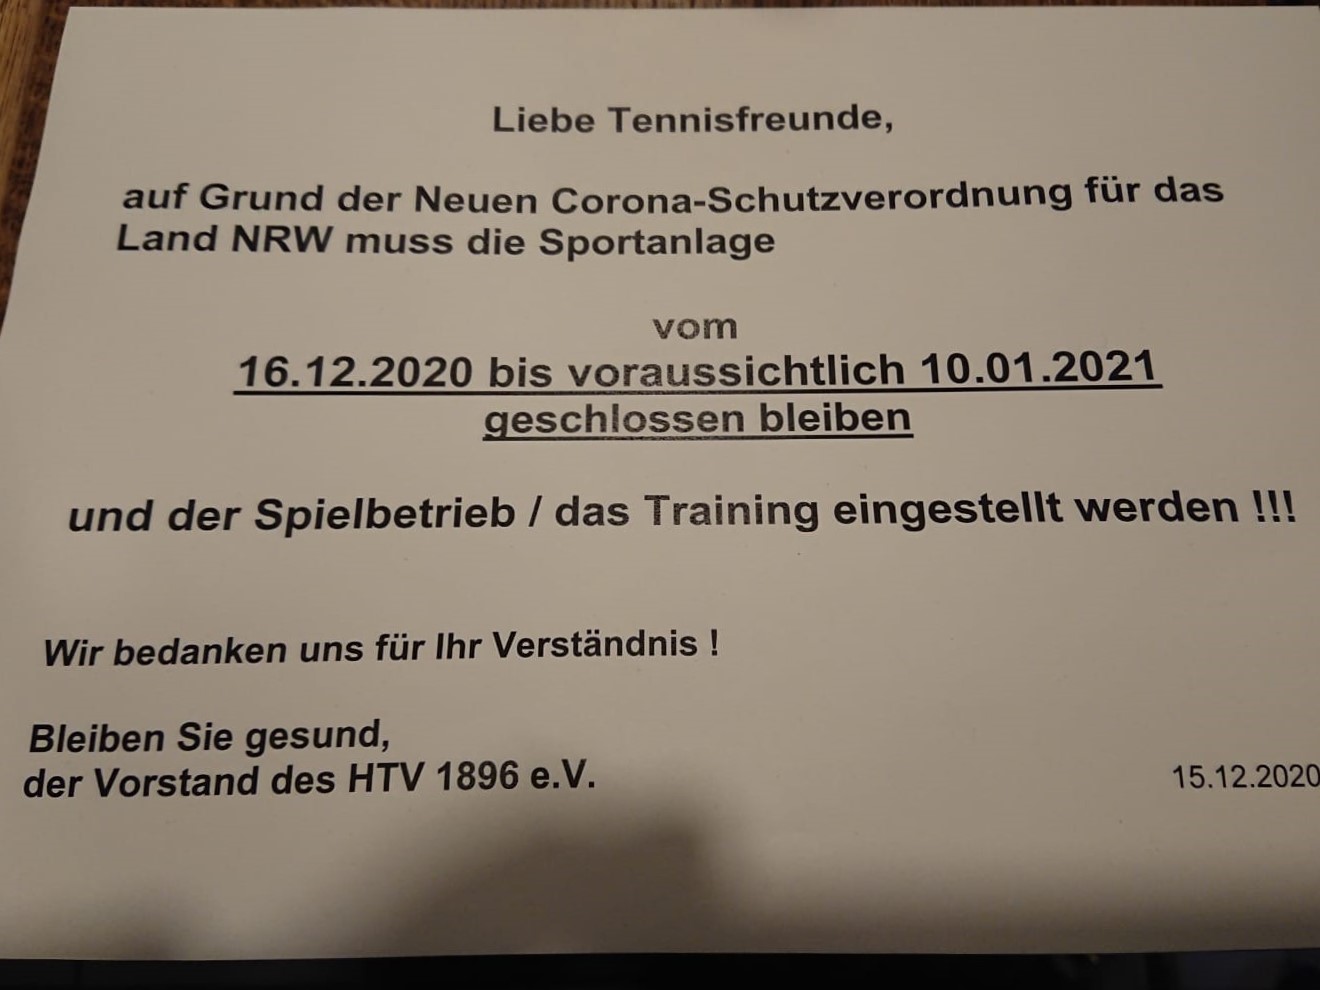 Liebe Tennisfreunde,
auf Grund der Neuen Corona-Schutzverordnung für das
Land NRW muss die Sportanlage
vom
16.12.2020 bis voraussichtlich 10.01.2021
geschlossen bleiben
und der Spielbetrieb / das Training eingestellt werden !!!
Wir bedanken uns für Ihr Verständnis !
Bleiben Sie gesund,
der Vorstand des HTV 1896 e.V.
15.12.2020